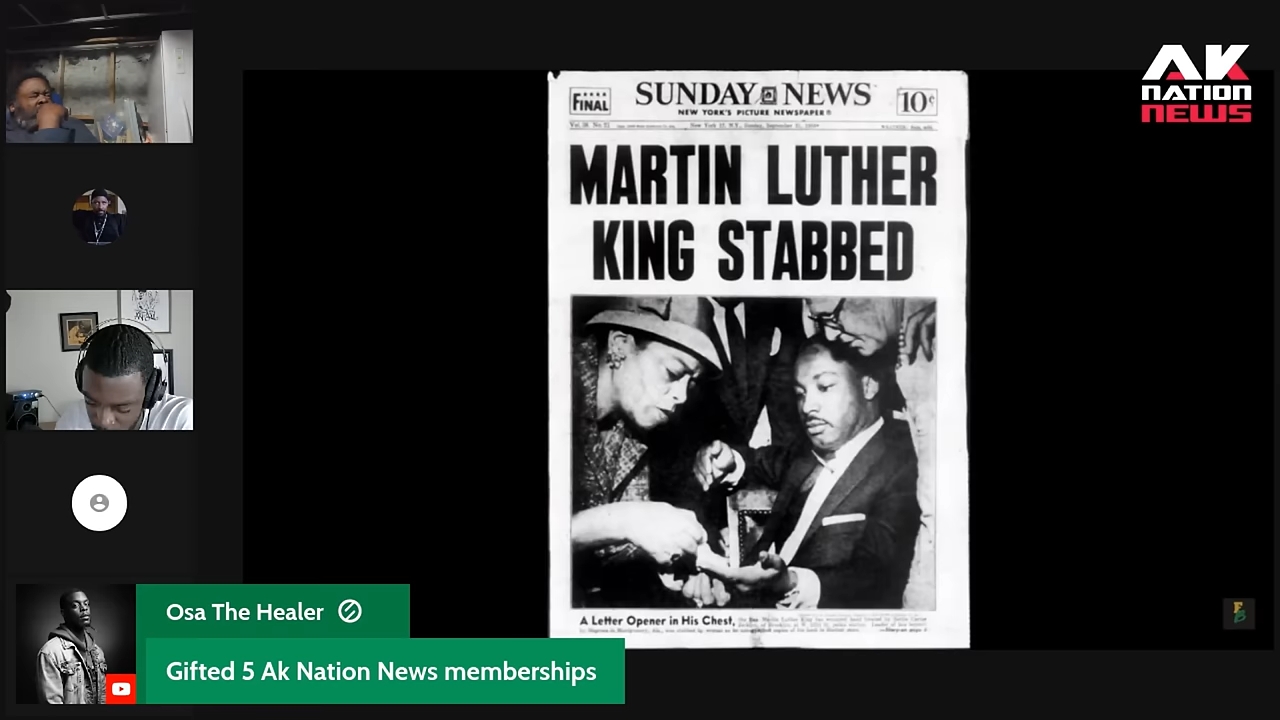 AK
NATION
NEWS
FINAL
SUNDAY NEWS
NEW YORK'S PICTURE NEWSPAPER
10¢
MARTIN LUTHER
KING STABBED
A Letter Opener in His Chest,
Osa The Healer
Gifted 5 Ak Nation News memberships